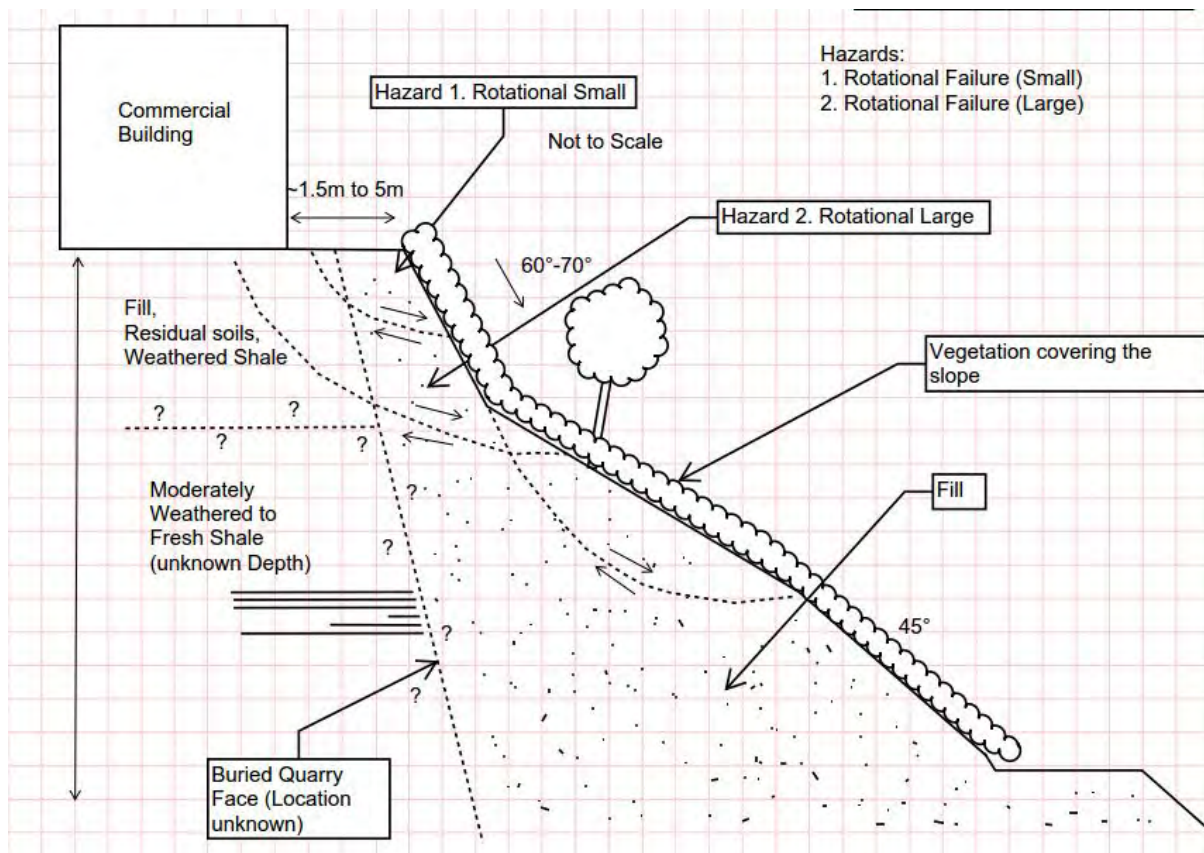 Commercial
Building
Hazard 1. Rotational Small
Hazards:
1. Rotational Failure (Small)
2. Rotational Failure (Large)
Not to Scale
~1.5m to 5m
Hazard 2. Rotational Large
60°-70°
Fill,
Residual soils,
Weathered Shale
Vegetation covering the
slope
? ?
? ? ?
Moderately
Weathered to
Fresh Shale
(unknown Depth)
?
Fill
?
45°
?
?
Buried Quarry
Face (Location
unknown)